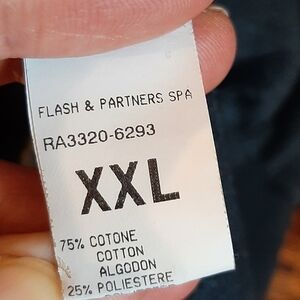 FLASH & PARTNERS SPA
RA3320-6293
XXL
75% COTONE
COTTON
ALGODON
25% POLIESTERE